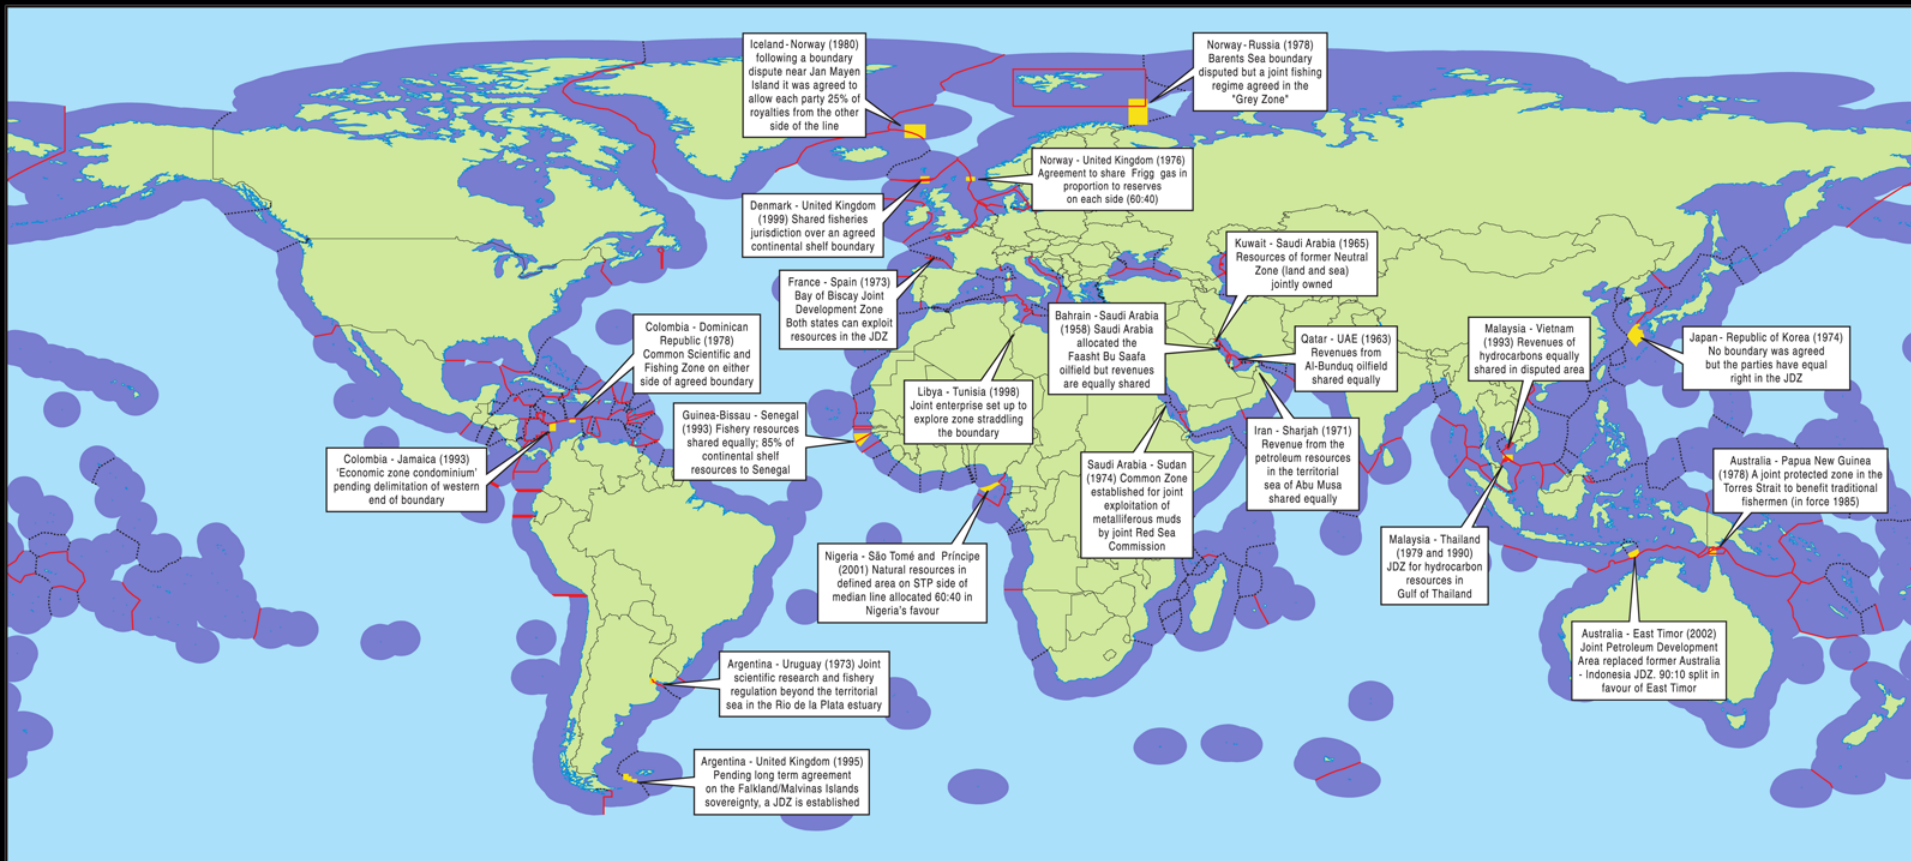 Iceland - Norway (1980)
following a boundary
dispute near Jan Mayen
Island it was agreed to
allow each party 25% of
royalties from the other
side of the line
Norway - Russia (1978)
Barents Sea boundary
disputed but a joint fishing
regime agreed in the
"Grey Zone"
Norway - United Kingdom (1976)
Agreement to share Frigg gas in
proportion to reserves
on each side (60:40)
Denmark - United Kingdom
(1999) Shared fisheries
jurisdiction over an agreed
continental shelf boundary
Kuwait - Saudi Arabia (1965)
Resources of former Neutral
Zone (land and sea)
jointly owned
France - Spain (1973)
Bay of Biscay Joint
Development Zone
Both states can exploit
resources in the JDZ
Bahrain - Saudi Arabia
(1958) Saudi Arabia
allocated the
Faasht Bu Saafa
oilfield but revenues
are equally shared
Colombia - Dominican
Republic (1978)
Common Scientific and
Fishing Zone on either
side of agreed boundary
Malaysia - Vietnam
(1993) Revenues of
hydrocarbons equally
shared in disputed area
Qatar - UAE (1963)
Revenues from
Al-Bunduq oilfield
shared equally
Japan - Republic of Korea (1974)
No boundary was agreed
but the parties have equal
right in the JDZ
Libya - Tunisia (1998)
Joint enterprise set up to
explore zone straddling
the boundary
Guinea-Bissau - Senegal
(1993) Fishery resources
shared equally; 85% of
continental shelf
resources to Senegal
Iran - Sharjah (1971)
Revenue from the
petroleum resources
in the territorial
sea of Abu Musa
shared equally
Colombia - Jamaica (1993)
'Economic zone condominium'
pending delimitation of western
end of boundary
Saudi Arabia - Sudan
(1974) Common Zone
established for joint
exploitation of
metalliferous muds
by joint Red Sea
Commission
Australia - Papua New Guinea
(1978) A joint protected zone in the
Torres Strait to benefit traditional
fishermen (in force 1985)
Malaysia - Thailand
(1979 and 1990)
JDZ for hydrocarbon
resources in
Gulf of Thailand
Nigeria - São Tomé and Príncipe
(2001) Natural resources in
defined area on STP side of
median line allocated 60:40 in
Nigeria's favour
Australia - East Timor (2002)
Joint Petroleum Development
Area replaced former Australia
- Indonesia JDZ. 90:10 split in
favour of East Timor
Argentina - Uruguay (1973) Joint
scientific research and fishery
regulation beyond the territorial
sea in the Rio de la Plata estuary
Argentina - United Kingdom (1995)
Pending long term agreement
on the Falkland/Malvinas Islands
sovereignty, a JDZ is established